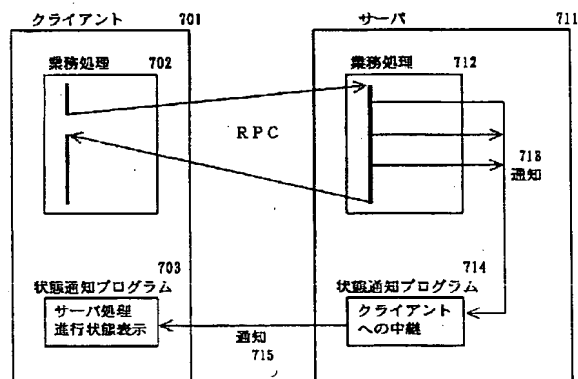 クライアント 701
サーバ 711
業務処理 702
業務処理 712
RPC
713
通知
703
状態通知プログラム
サーバ処理
進行状態表示
714
状態通知プログラム
クライアント
への中継
通知
715